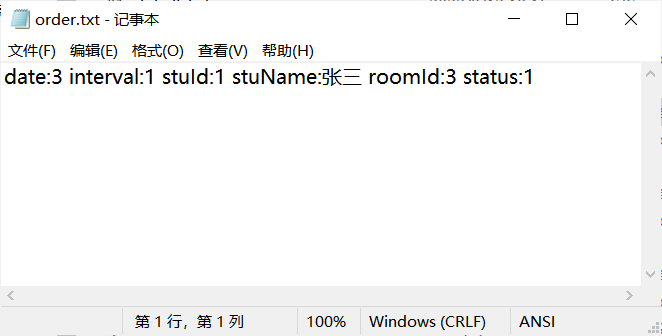 order.txt - 记事本
文件(F) 编辑(E) 格式(O) 查看(V) 帮助(H)
date:3 interval:1 stuId:1 stuName:张三 roomId:3 status:1
第 1 行，第 1 列 100% Windows (CRLF) ANSI